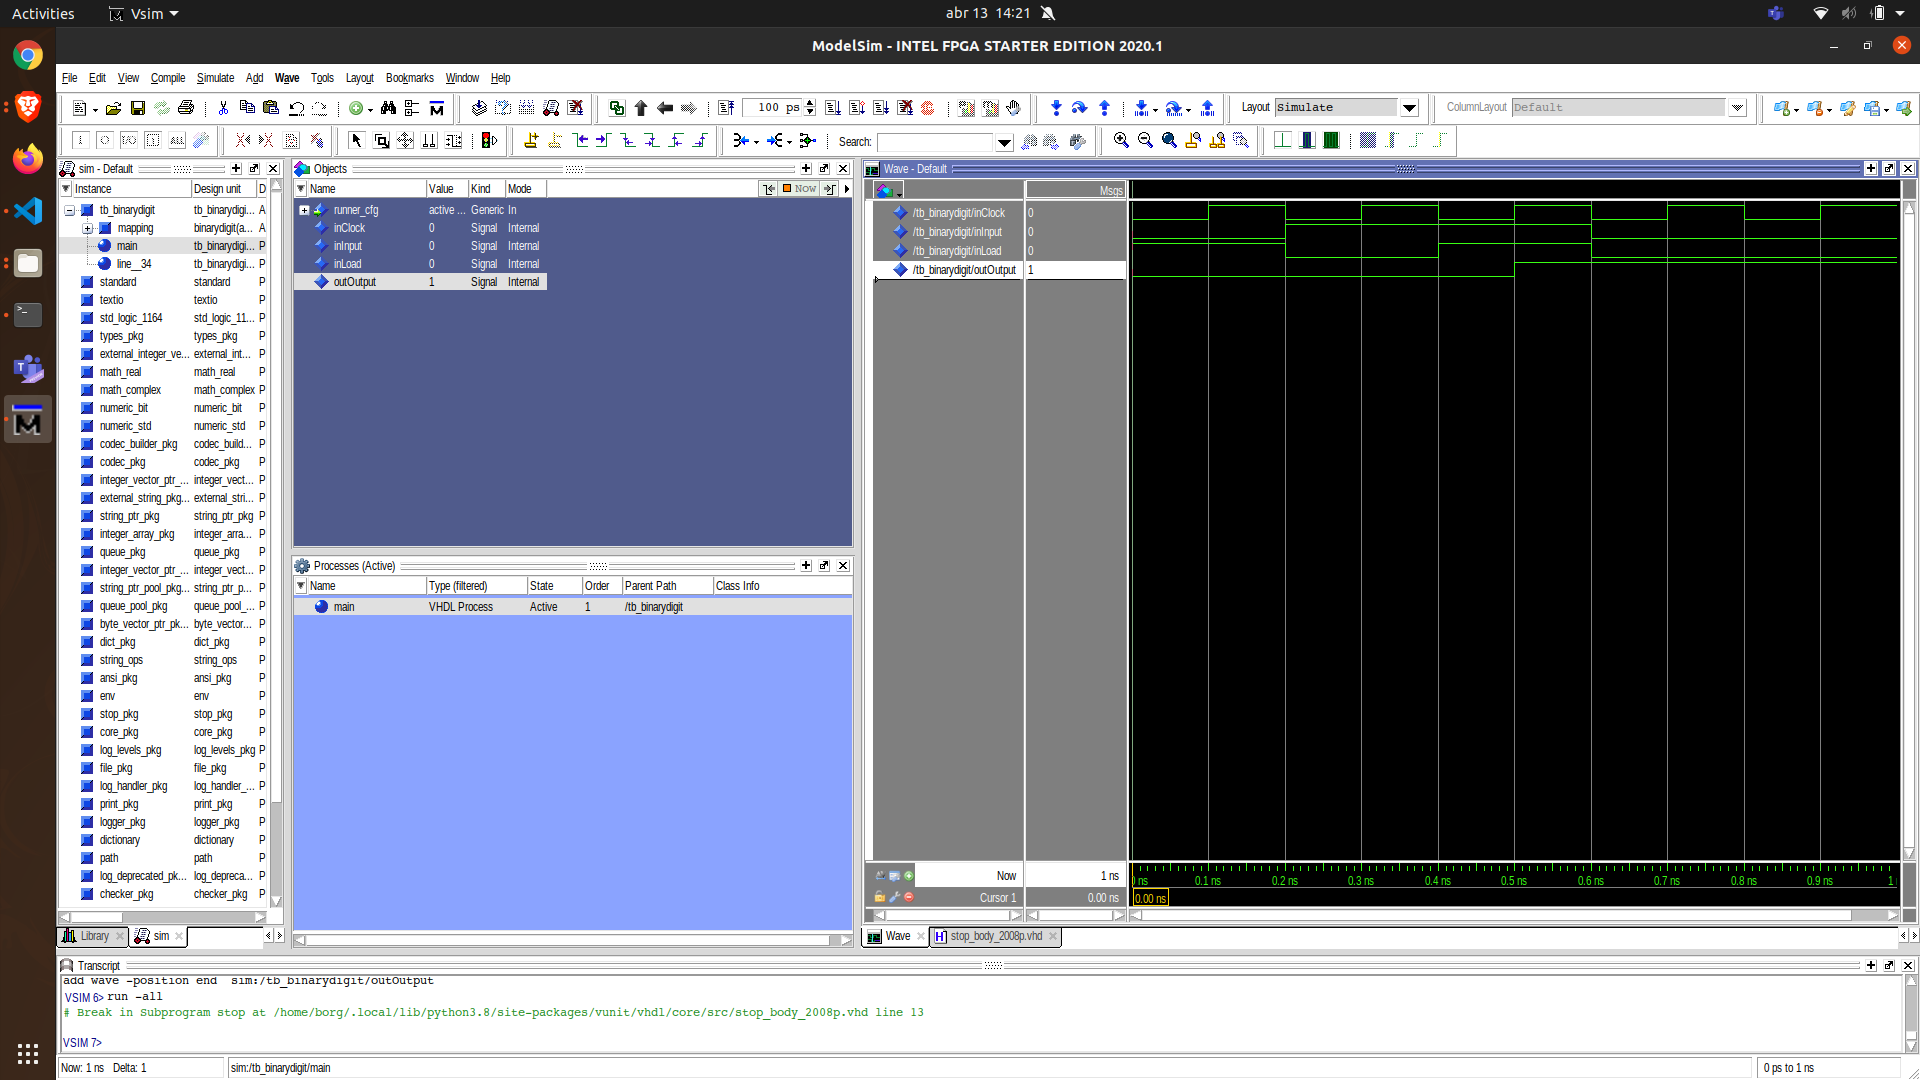 Activities Vsim abr 13 14:21
ModelSim - INTEL FPGA STARTER EDITION 2020.1
File Edit View Compile Simulate Add Wave Tools Layout Bookmarks Window Help
100 ps Layout Simulate ColumnLayout Default
Search:
sim - Default
Instance Design unit D
tb_binarydigit tb_binarydigi... A
mapping binarydigit(a... A
main tb_binarydigi... P
line__34 tb_binarydigi... P
standard standard P
textio textio P
std_logic_1164 std_logic_11... P
types_pkg types_pkg P
external_integer_ve... external_int... P
math_real math_real P
math_complex math_complex P
numeric_bit numeric_bit P
numeric_std numeric_std P
codec_builder_pkg codec_build... P
codec_pkg codec_pkg P
integer_vector_ptr_... integer_vect... P
external_string_pkg... external_stri... P
string_ptr_pkg string_ptr_pkg P
integer_array_pkg integer_arra... P
queue_pkg queue_pkg P
integer_vector_ptr_... integer_vect... P
string_ptr_pool_pkg... string_ptr_p... P
queue_pool_pkg queue_pool_... P
byte_vector_ptr_pk... byte_vector... P
dict_pkg dict_pkg P
string_ops string_ops P
ansi_pkg ansi_pkg P
env env P
stop_pkg stop_pkg P
core_pkg core_pkg P
log_levels_pkg log_levels_pkg P
file_pkg file_pkg P
log_handler_pkg log_handler_... P
print_pkg print_pkg P
logger_pkg logger_pkg P
dictionary dictionary P
path path P
log_deprecated_pk... log_depreca... P
checker_pkg checker_pkg P
Library sim
Objects
Name Value Kind Mode Now
runner_cfg active ... Generic In
inClock 0 Signal Internal
inInput 0 Signal Internal
inLoad 0 Signal Internal
outOutput 1 Signal Internal
Processes (Active)
Name Type (filtered) State Order Parent Path Class Info
main VHDL Process Active 1 /tb_binarydigit
Wave - Default
Msgs
/tb_binarydigit/inClock 0
/tb_binarydigit/inInput 0
/tb_binarydigit/inLoad 0
/tb_binarydigit/outOutput 1
Now 1 ns ns 0.1 ns 0.2 ns 0.3 ns 0.4 ns 0.5 ns 0.6 ns 0.7 ns 0.8 ns 0.9 ns 1
Cursor 1 0.00 ns 0.00 ns
Wave stop_body_2008p.vhd
Transcript
add wave -position end sim:/tb_binarydigit/outOutput
VSIM 6> run -all
# Break in Subprogram stop at /home/borg/.local/lib/python3.8/site-packages/vunit/vhdl/core/src/stop_body_2008p.vhd line 13
VSIM 7>
Now: 1 ns Delta: 1 sim:/tb_binarydigit/main 0 ps to 1 ns